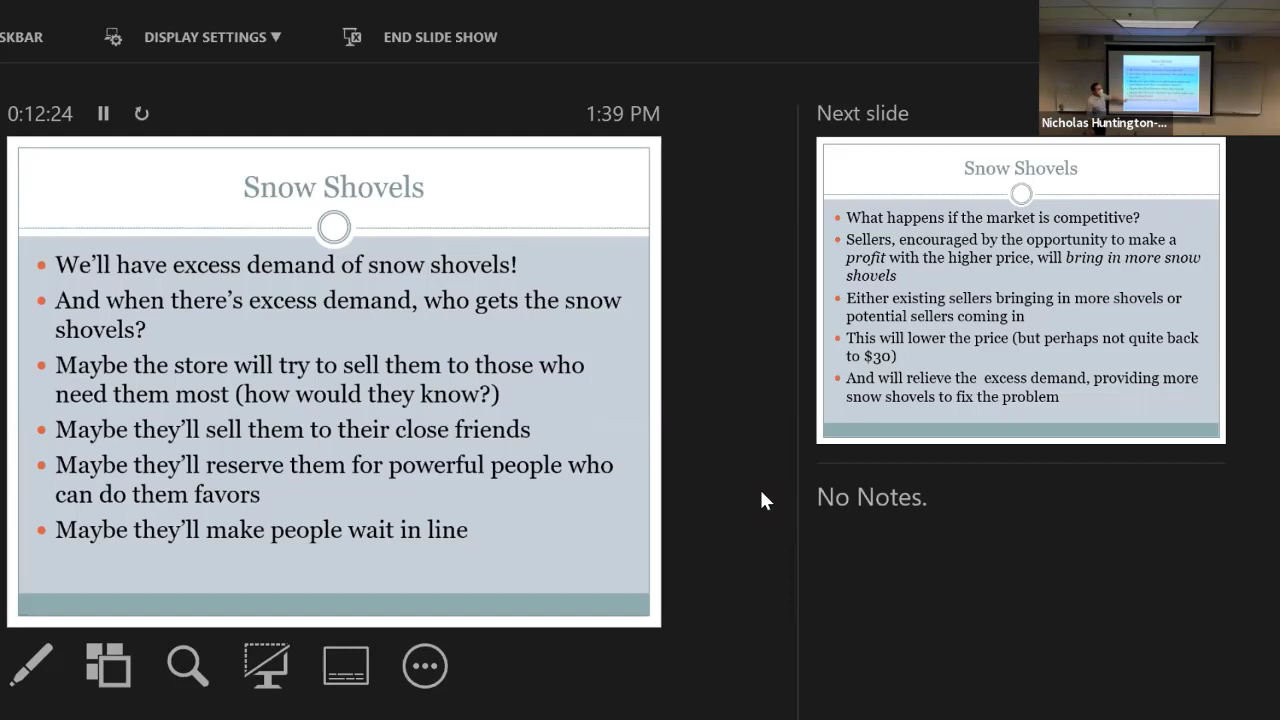 SKBAR
DISPLAY SETTINGS ▼
END SLIDE SHOW
0:12:24
1:39 PM
Snow Shovels
• We'll have excess demand of snow shovels!
• And when there's excess demand, who gets the snow
shovels?
• Maybe the store will try to sell them to those who
need them most (how would they know?)
• Maybe they'll sell them to their close friends
• Maybe they'll reserve them for powerful people who
can do them favors
• Maybe they'll make people wait in line
Next slide
Snow Shovels
• What happens if the market is competitive?
• Sellers, encouraged by the opportunity to make a
profit with the higher price, will bring in more snow
shovels
• Either existing sellers bringing in more shovels or
potential sellers coming in
• This will lower the price (but perhaps not quite back
to $30)
• And will relieve the  excess demand, providing more
snow shovels to fix the problem
No Notes.
Nicholas Huntington-...